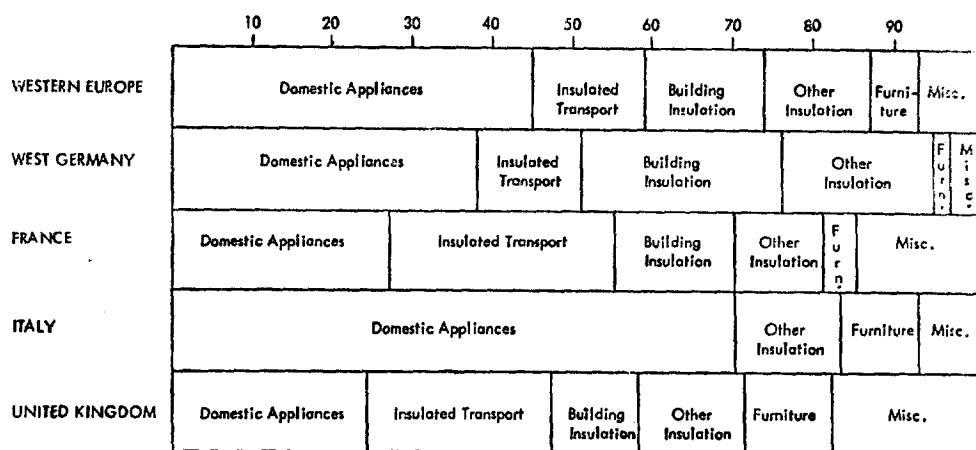 10 20 30 40 50 60 70 80 90
WESTERN EUROPE
Domestic Appliances
Insulated
Transport
Building
Insulation
Other
Insulation
Furni-
ture
Misc.
WEST GERMANY
Domestic Appliances
Insulated
Transport
Building
Insulation
Other
Insulation
Furn.
Misc.
FRANCE
Domestic Appliances
Insulated Transport
Building
Insulation
Other
Insulation
Furn.
Misc.
ITALY
Domestic Appliances
Other
Insulation
Furniture
Misc.
UNITED KINGDOM
Domestic Appliances
Insulated Transport
Building
Insulation
Other
Insulation
Furniture
Misc.